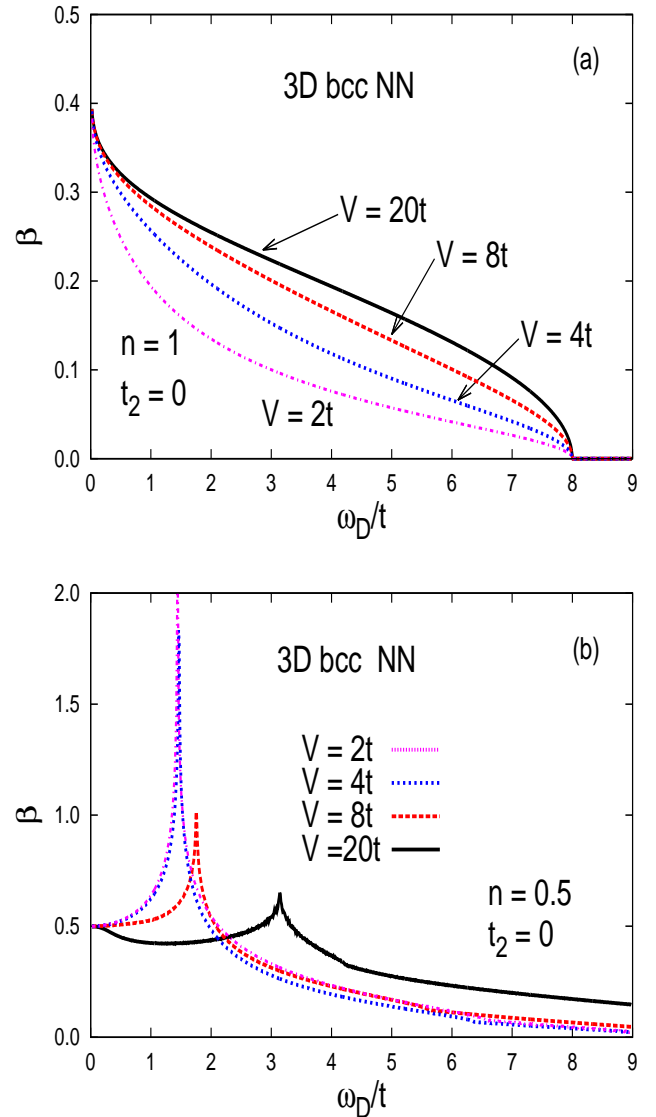 0.5
(a)
3D bcc NN
0.4
V = 20t
0.3
V = 8t
β
0.2
V = 4t
n = 1
0.1
t₂ = 0
V = 2t
0.0
0 1 2 3 4 5 6 7 8 9
ω_D/t
2.0
(b)
3D bcc NN
1.5
V = 2t
V = 4t
1.0
V = 8t
β
V =20t
n = 0.5
0.5
t₂ = 0
0.0
0 1 2 3 4 5 6 7 8 9
ω_D/t